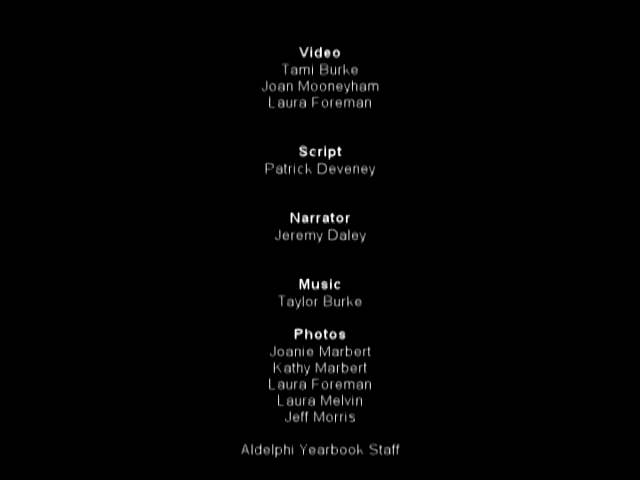 Video
Tami Burke
Joan Mooneyham
Laura Foreman
Script
Patrick Deveney
Narrator
Jeremy Daley
Music
Taylor Burke
Photos
Joanie Marbert
Kathy Marbert
Laura Foreman
Laura Melvin
Jeff Morris
Aldelphi Yearbook Staff